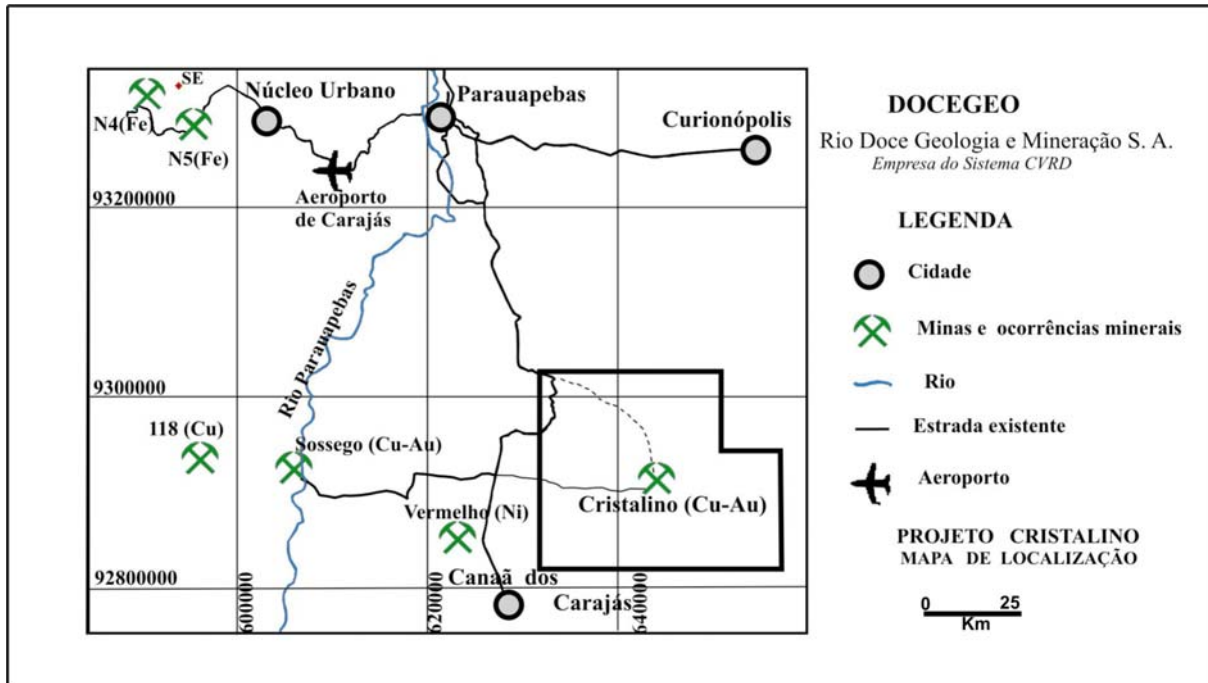 SE
Núcleo Urbano
Parauapebas
Curionópolis
N4(Fe)
N5(Fe)
Aeroporto
de Carajás
93200000
Rio Parauapebas
9300000
118 (Cu)
Sossego (Cu-Au)
Cristalino (Cu-Au)
Vermelho (Ni)
92800000
Canaã dos
Carajás
600000
620000
640000
DOCEGEO
Rio Doce Geologia e Mineração S. A.
Empresa do Sistema CVRD
LEGENDA
Cidade
Minas e ocorrências minerais
Rio
Estrada existente
Aeroporto
PROJETO CRISTALINO
MAPA DE LOCALIZAÇÃO
0 25
Km